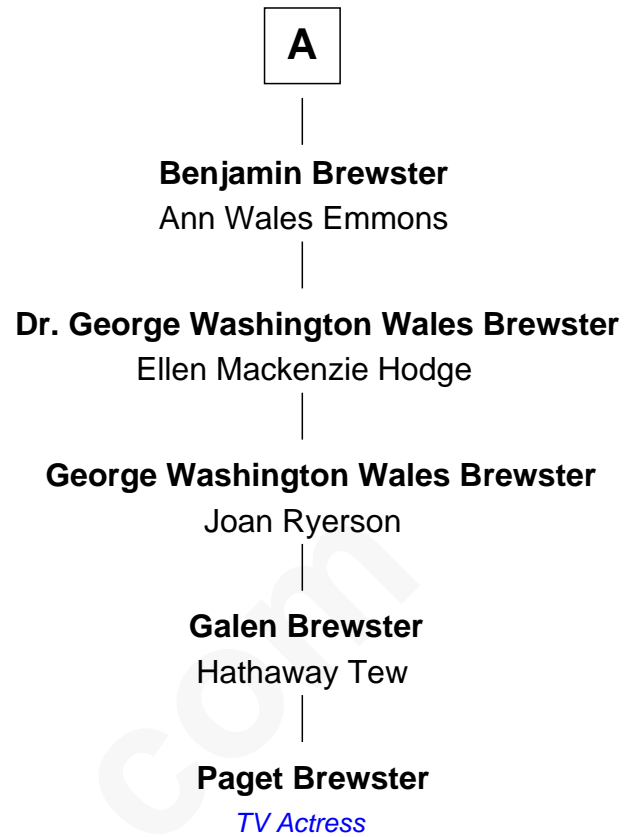 A
Benjamin Brewster
Ann Wales Emmons
Dr. George Washington Wales Brewster
Ellen Mackenzie Hodge
George Washington Wales Brewster
Joan Ryerson
Galen Brewster
Hathaway Tew
Paget Brewster
TV Actress
com